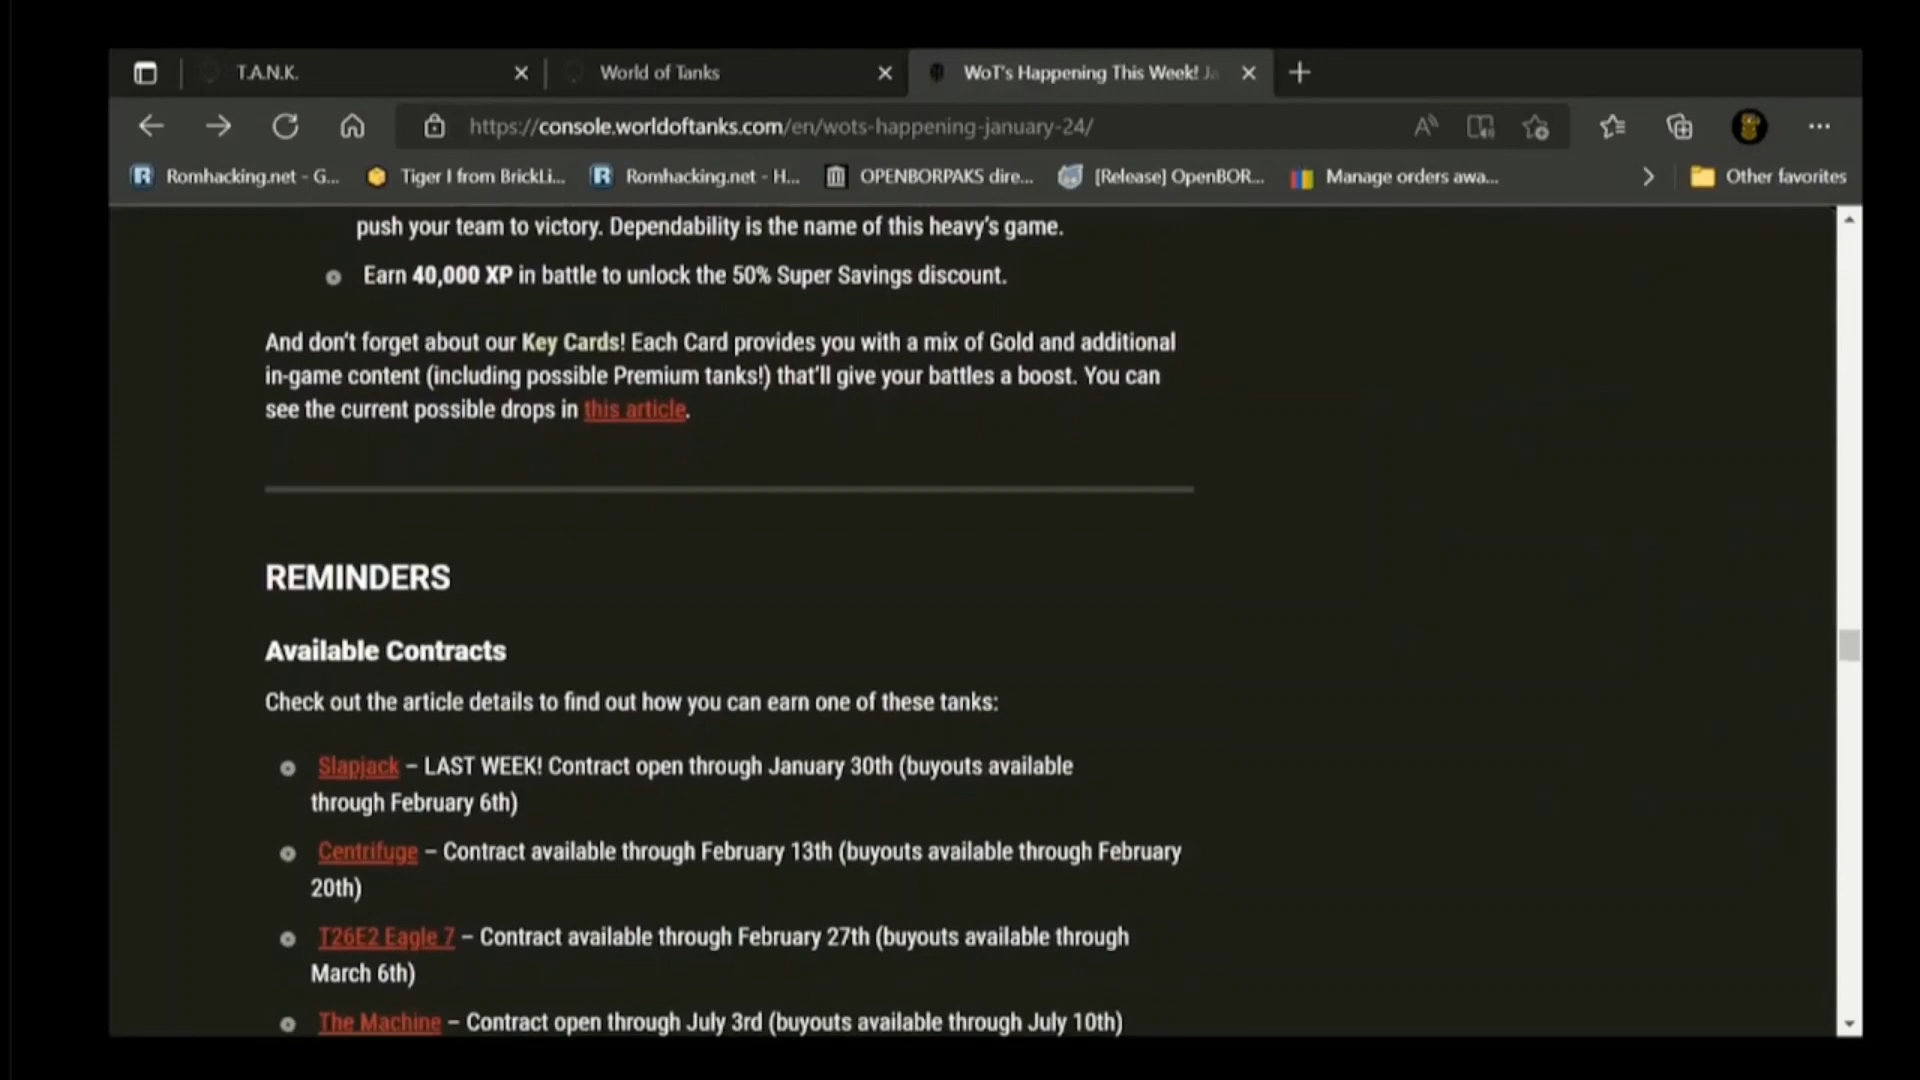 T.A.N.K.
World of Tanks
WoT's Happening This Week! Ja
https://console.worldoftanks.com/en/wots-happening-january-24/
Romhacking.net - G...
Tiger I from BrickLi...
Romhacking.net - H...
OPENBORPAKS dire...
[Release] OpenBOR...
Manage orders awa...
Other favorites
push your team to victory. Dependability is the name of this heavy's game.
Earn 40,000 XP in battle to unlock the 50% Super Savings discount.
And don't forget about our Key Cards! Each Card provides you with a mix of Gold and additional
in-game content (including possible Premium tanks!) that'll give your battles a boost. You can
see the current possible drops in this article.
REMINDERS
Available Contracts
Check out the article details to find out how you can earn one of these tanks:
Slapjack – LAST WEEK! Contract open through January 30th (buyouts available
through February 6th)
Centrifuge – Contract available through February 13th (buyouts available through February
20th)
T26E2 Eagle 7 – Contract available through February 27th (buyouts available through
March 6th)
The Machine – Contract open through July 3rd (buyouts available through July 10th)